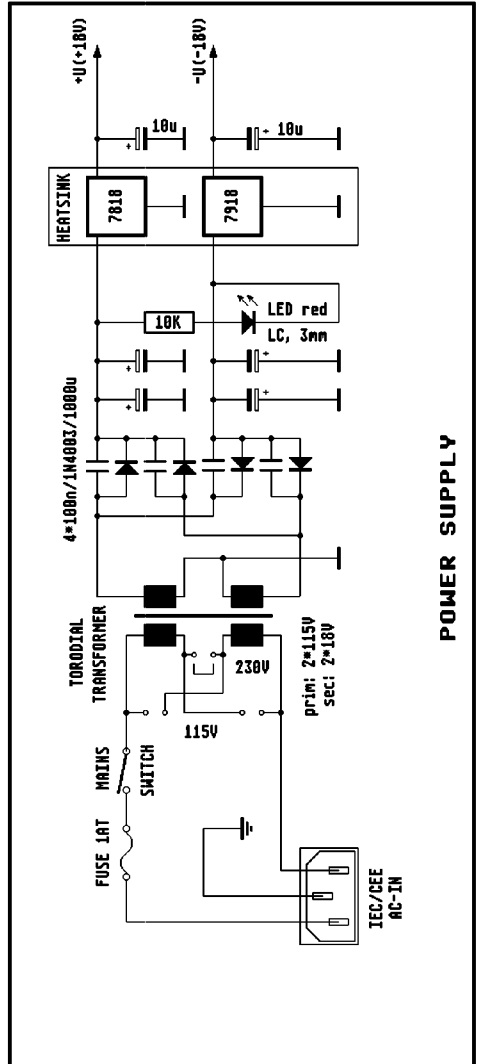 +U(+18V)
-U(-18V)
10u
10u
HEATSINK
7818
7918
10K
LED red
LC, 3mm
4*100n/1N4003/1000u
POWER SUPPLY
TORODIAL
TRANSFORMER
230V
prim: 2*115V
sec: 2*18V
115V
MAINS
SWITCH
FUSE 1AT
IEC/CEE
AC-IN